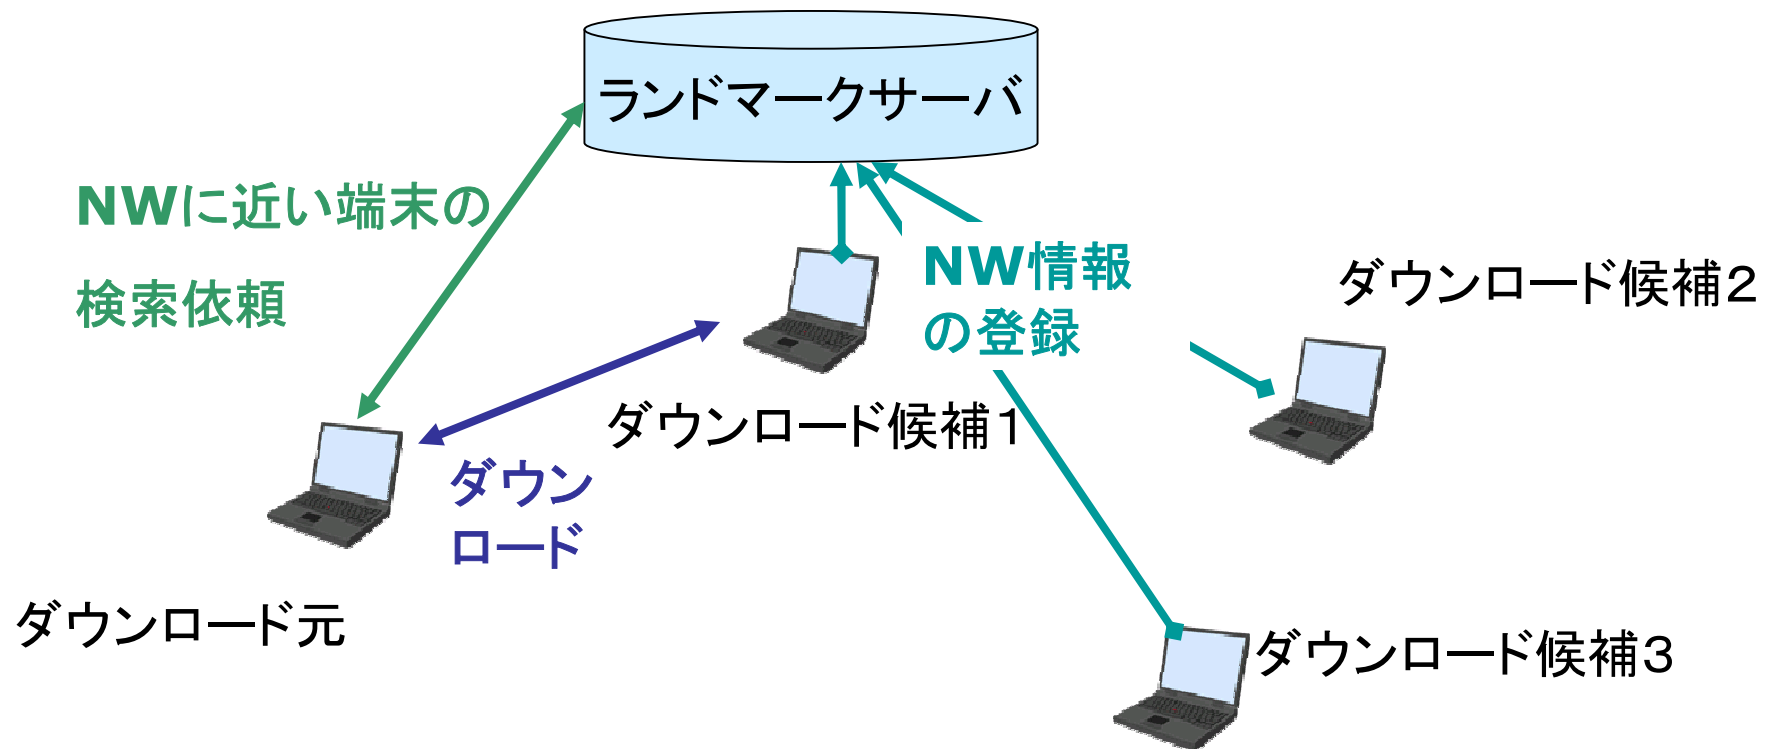 ランドマークサーバ
NWに近い端末の
検索依頼
NW情報
の登録
ダウンロード候補２
ダウンロード候補１
ダウン
ロード
ダウンロード元
ダウンロード候補３